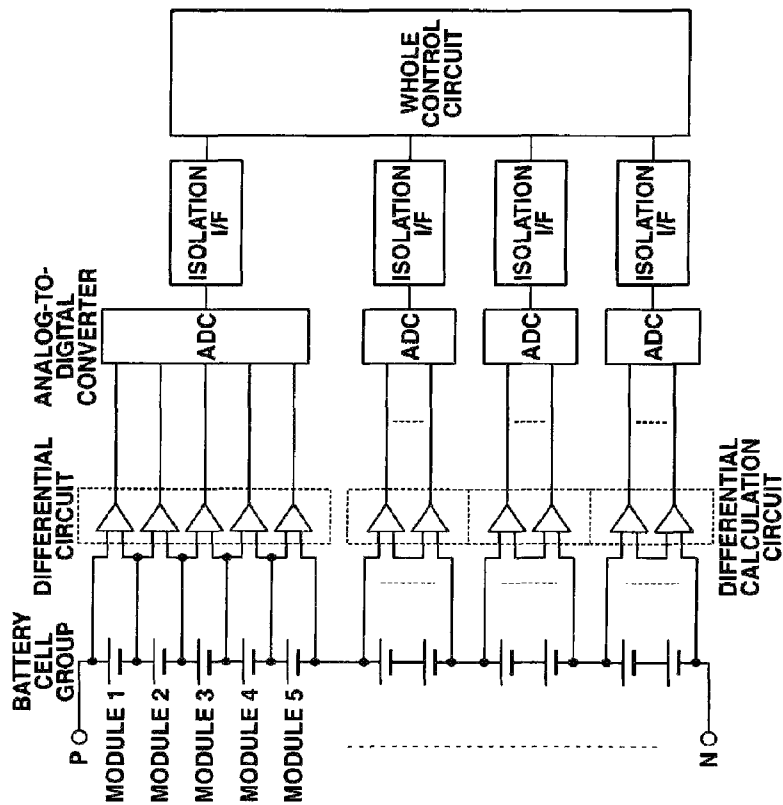 BATTERY
CELL
GROUP
DIFFERENTIAL
CIRCUIT
ANALOG-TO-
DIGITAL
CONVERTER
P
MODULE 1
MODULE 2
MODULE 3
MODULE 4
MODULE 5
N
ADC
ISOLATION
I/F
ADC
ISOLATION
I/F
ADC
ISOLATION
I/F
ADC
ISOLATION
I/F
WHOLE
CONTROL
CIRCUIT
DIFFERENTIAL
CALCULATION
CIRCUIT